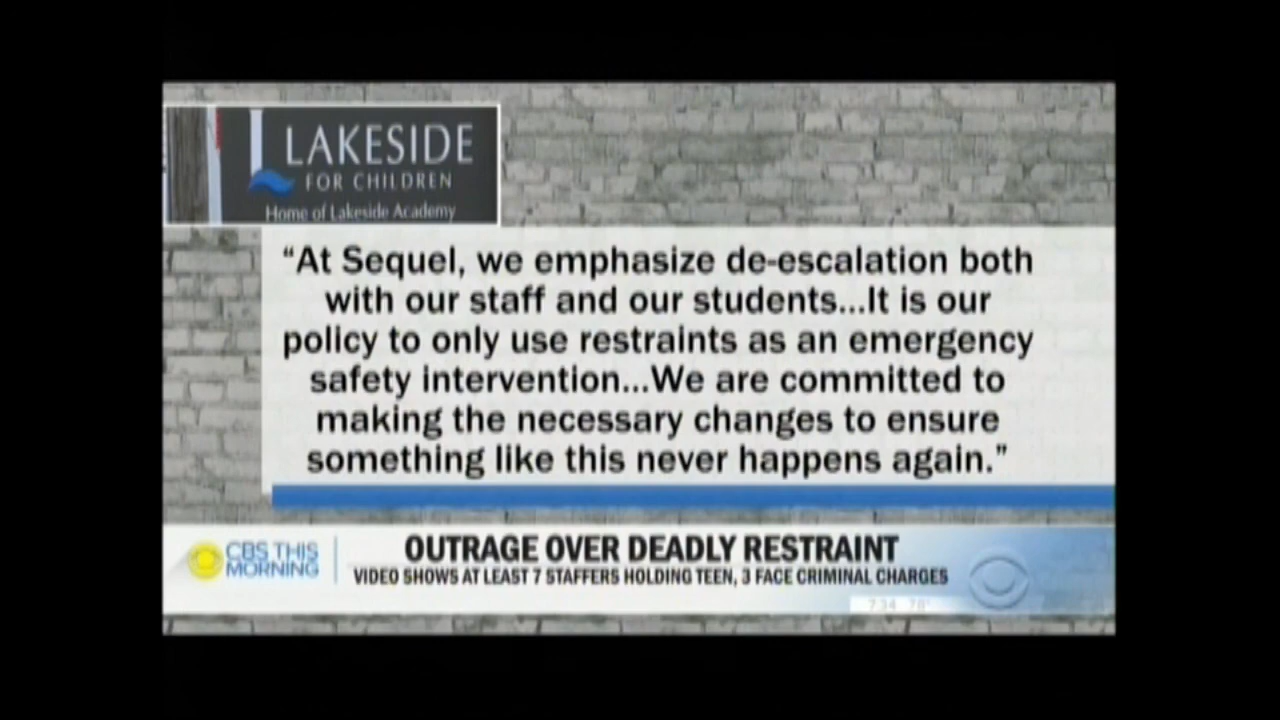 LAKESIDE
FOR CHILDREN
Home of Lakeside Academy
“At Sequel, we emphasize de-escalation both
with our staff and our students...It is our
policy to only use restraints as an emergency
safety intervention...We are committed to
making the necessary changes to ensure
something like this never happens again.”
CBS THIS
MORNING
OUTRAGE OVER DEADLY RESTRAINT
VIDEO SHOWS AT LEAST 7 STAFFERS HOLDING TEEN, 3 FACE CRIMINAL CHARGES
7:34 78°